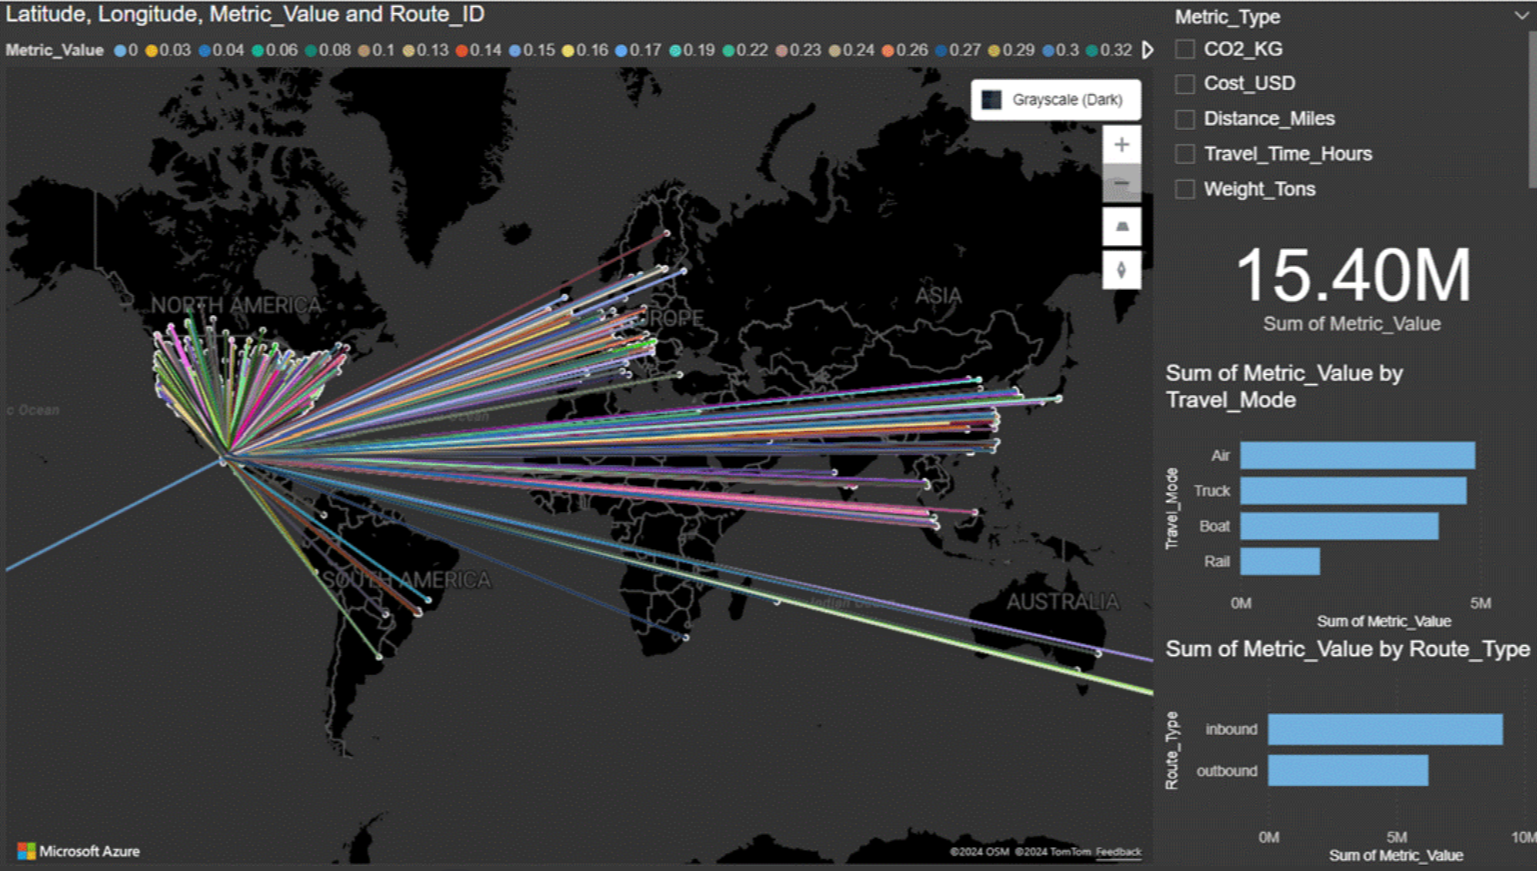 Latitude, Longitude, Metric_Value and Route_ID
Metric_Value 0 0.03 0.04 0.06 0.08 0.1 0.13 0.14 0.15 0.16 0.17 0.19 0.22 0.23 0.24 0.26 0.27 0.29 0.3 0.32
Grayscale (Dark)
NORTH AMERICA
ASIA
ROPE
c Ocean
SOUTH AMERICA
Indian
AUSTRALIA
Microsoft Azure
©2024 OSM ©2024 TomTom Feedback
Metric_Type
CO2_KG
Cost_USD
Distance_Miles
Travel_Time_Hours
Weight_Tons
15.40M
Sum of Metric_Value
Sum of Metric_Value by
Travel_Mode
Travel_Mode
Air
Truck
Boat
Rail
0M 5M
Sum of Metric_Value
Sum of Metric_Value by Route_Type
Route_Type
inbound
outbound
0M 5M 10M
Sum of Metric_Value